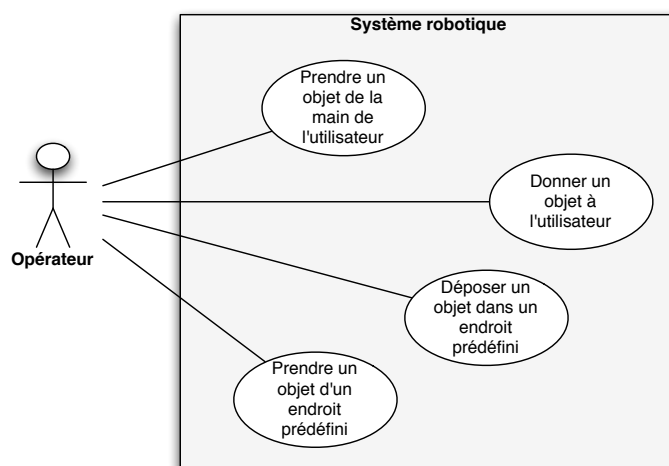 Système robotique
Prendre un
objet de la
main de
l'utilisateur
Donner un
objet à
l'utilisateur
Opérateur
Déposer un
objet dans un
endroit
prédéfini
Prendre un
objet d'un
endroit
prédéfini